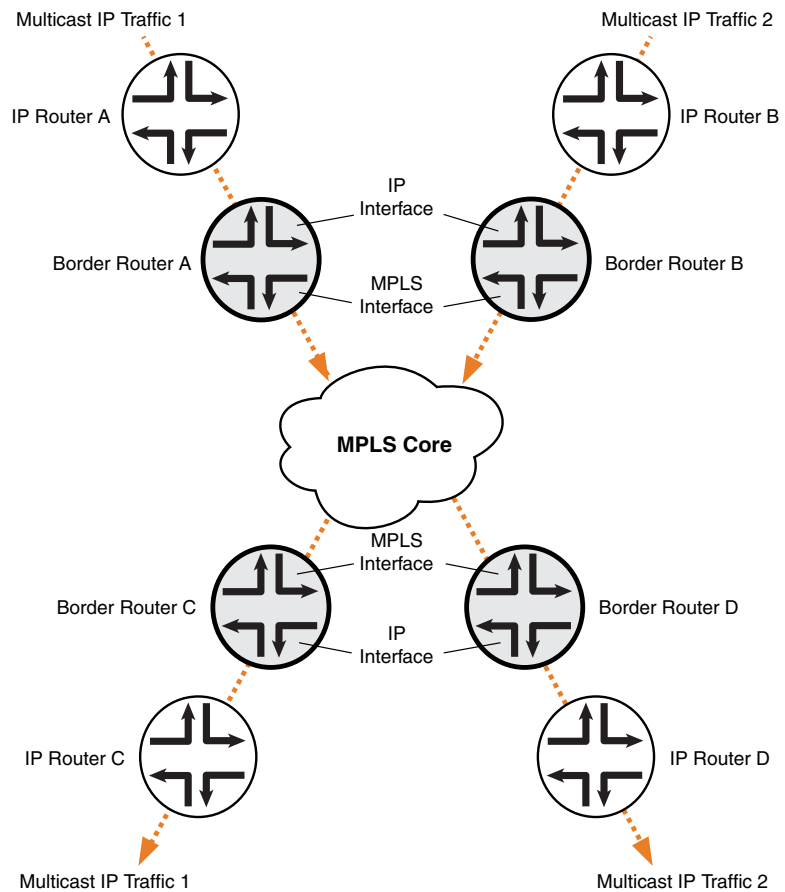 Multicast IP Traffic 1
Multicast IP Traffic 2
IP Router A
IP Router B
IP
Interface
Border Router A
Border Router B
MPLS
Interface
MPLS Core
MPLS
Interface
Border Router C
Border Router D
IP
Interface
IP Router C
IP Router D
Multicast IP Traffic 1
Multicast IP Traffic 2